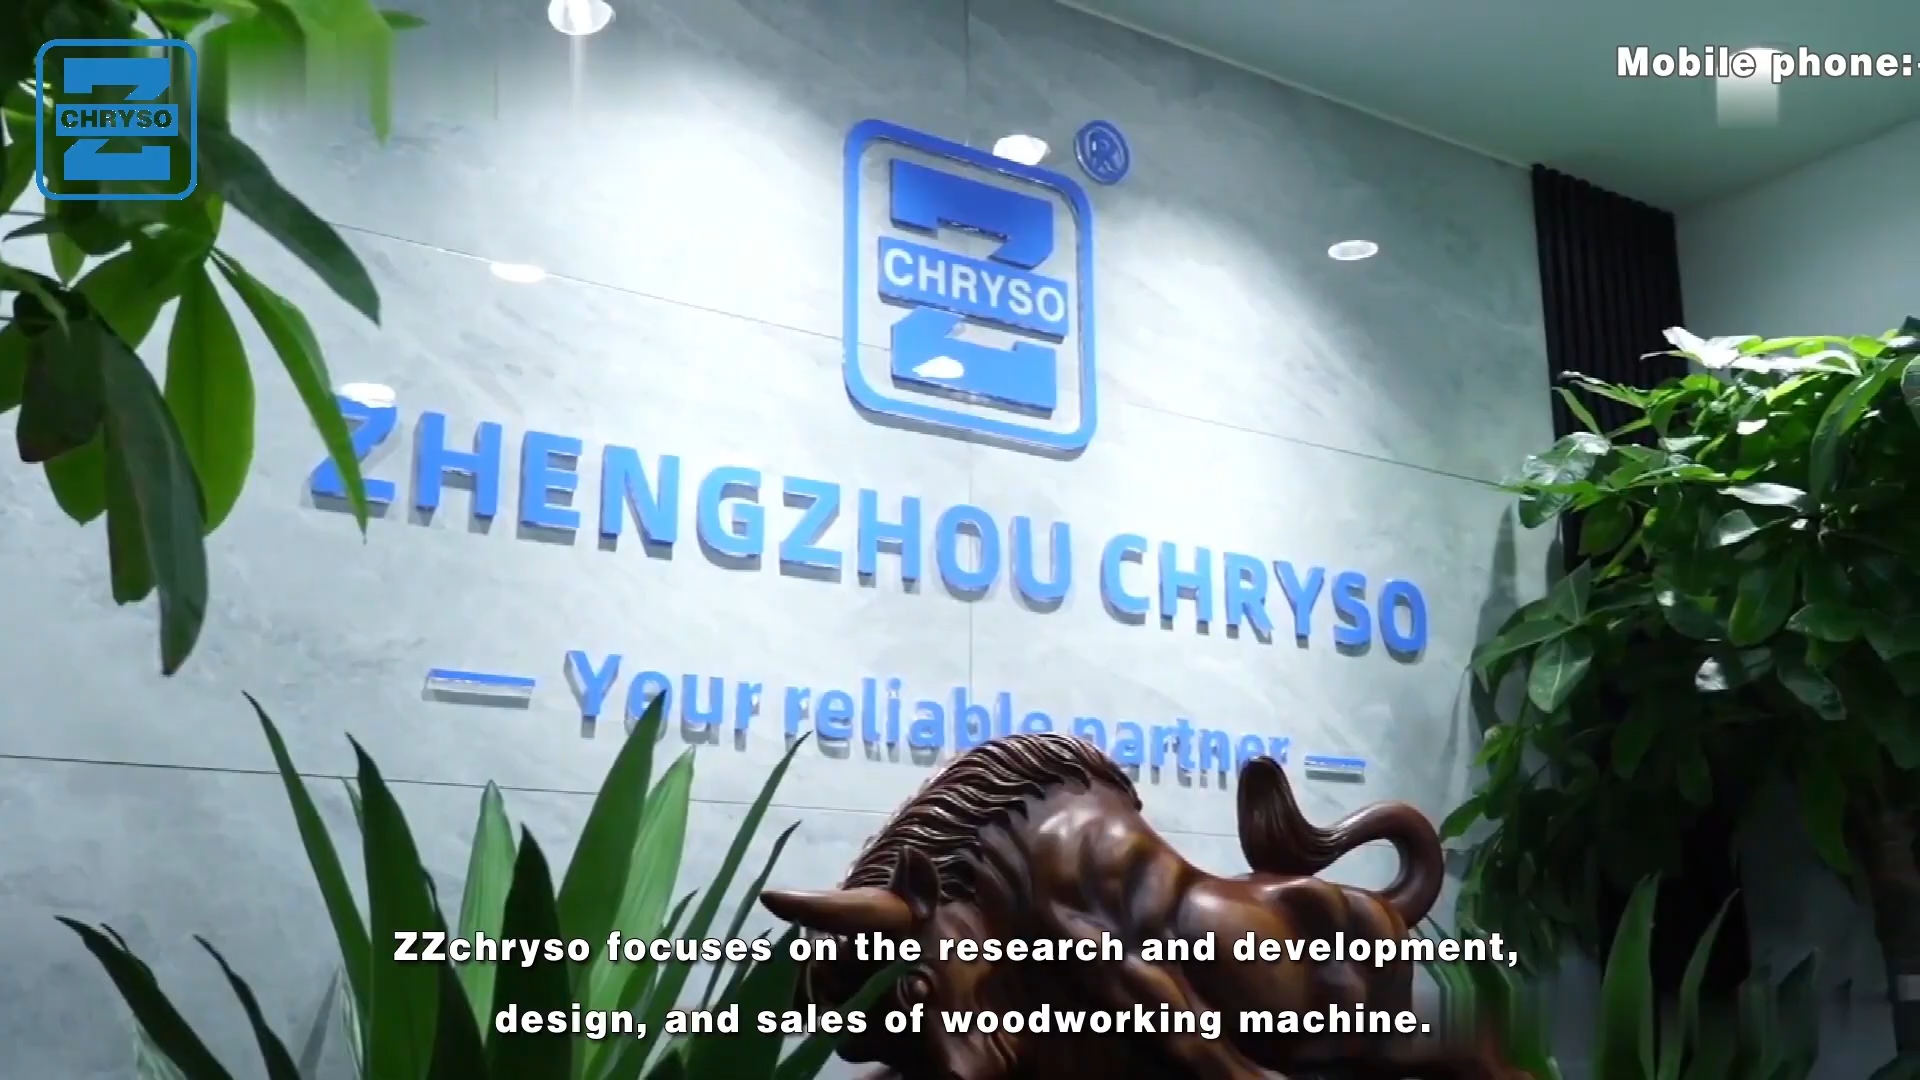 CHRYSO
Mobile phone:
R
CHRYSO
ZHENGZHOU CHRYSO
Your reliable partner
ZZchryso focuses on the research and development,
design, and sales of woodworking machine.